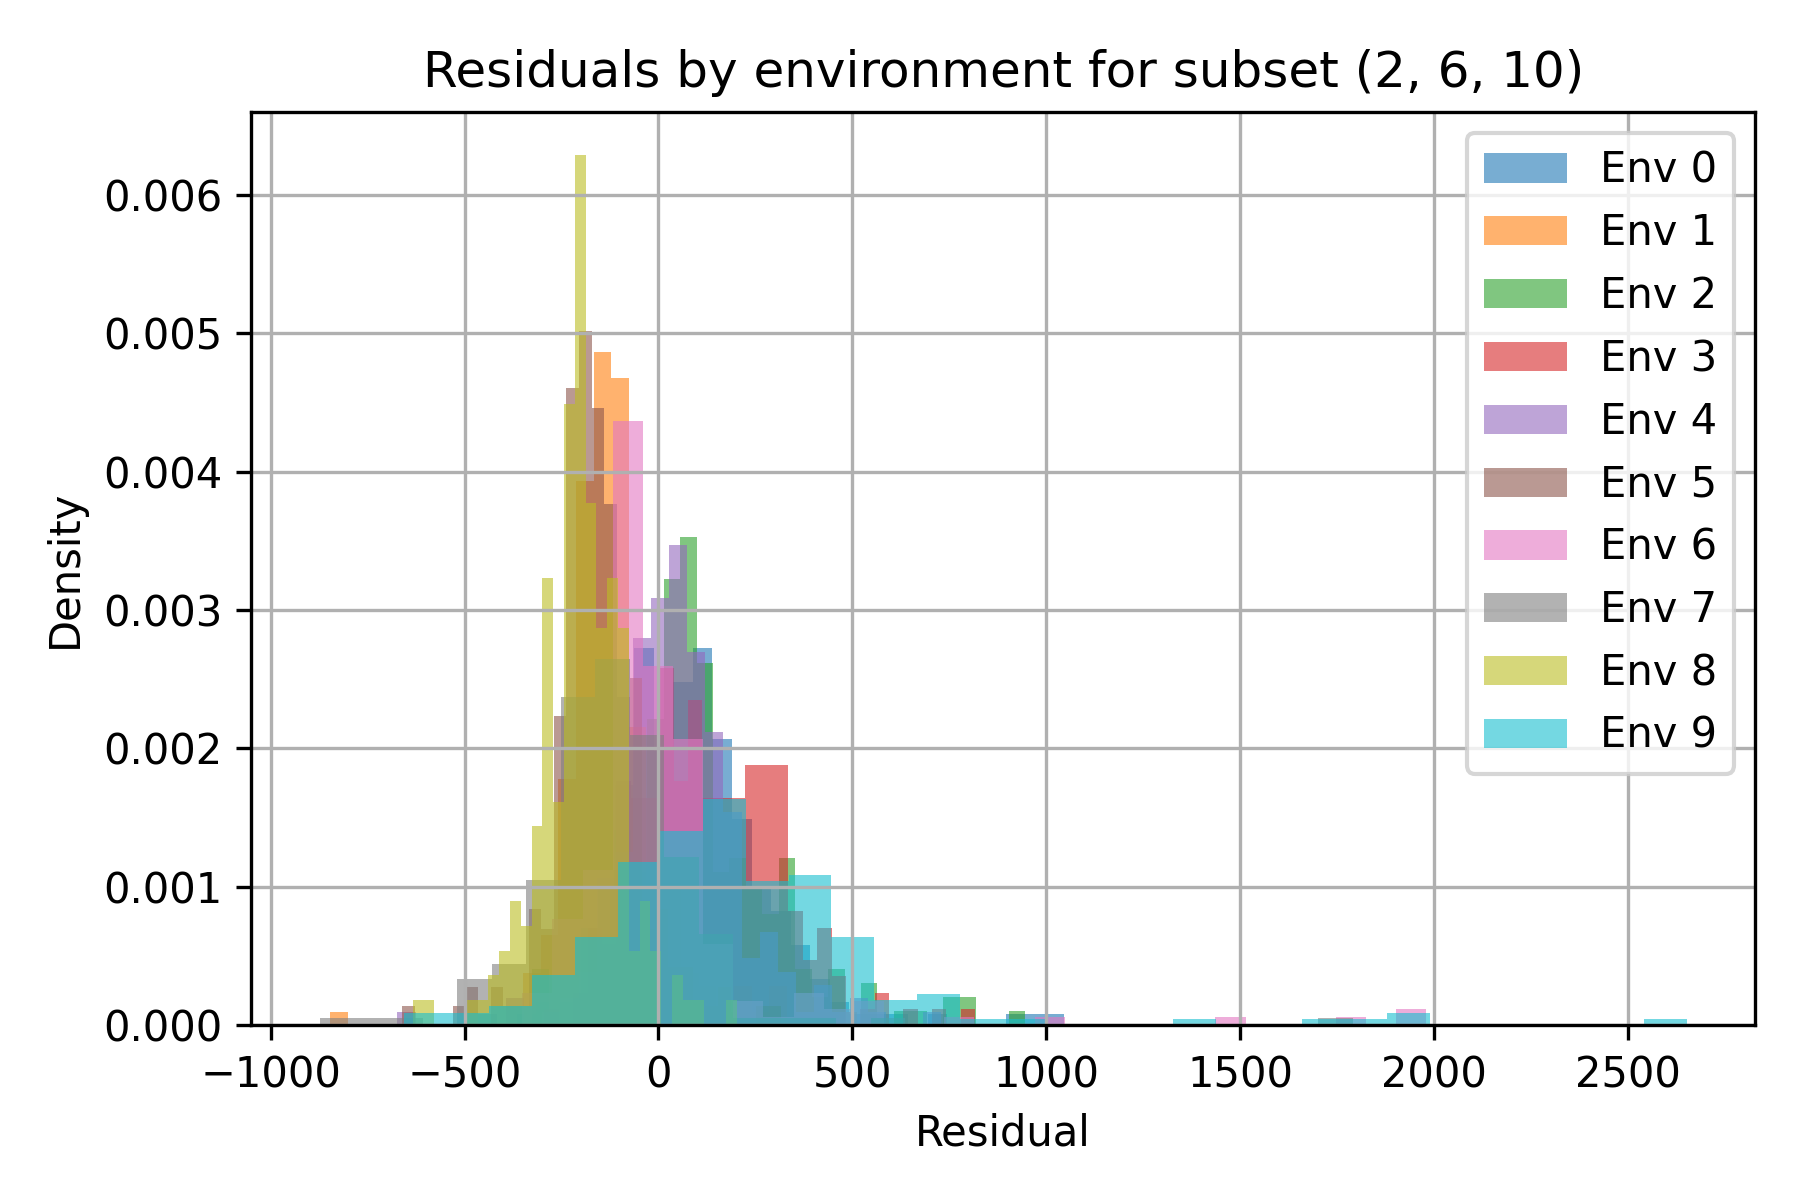 Residuals by environment for subset (2, 6, 10)
Density
0.006
0.005
0.004
0.003
0.002
0.001
0.000
−1000 −500 0 500 1000 1500 2000 2500
Residual
Env 0
Env 1
Env 2
Env 3
Env 4
Env 5
Env 6
Env 7
Env 8
Env 9